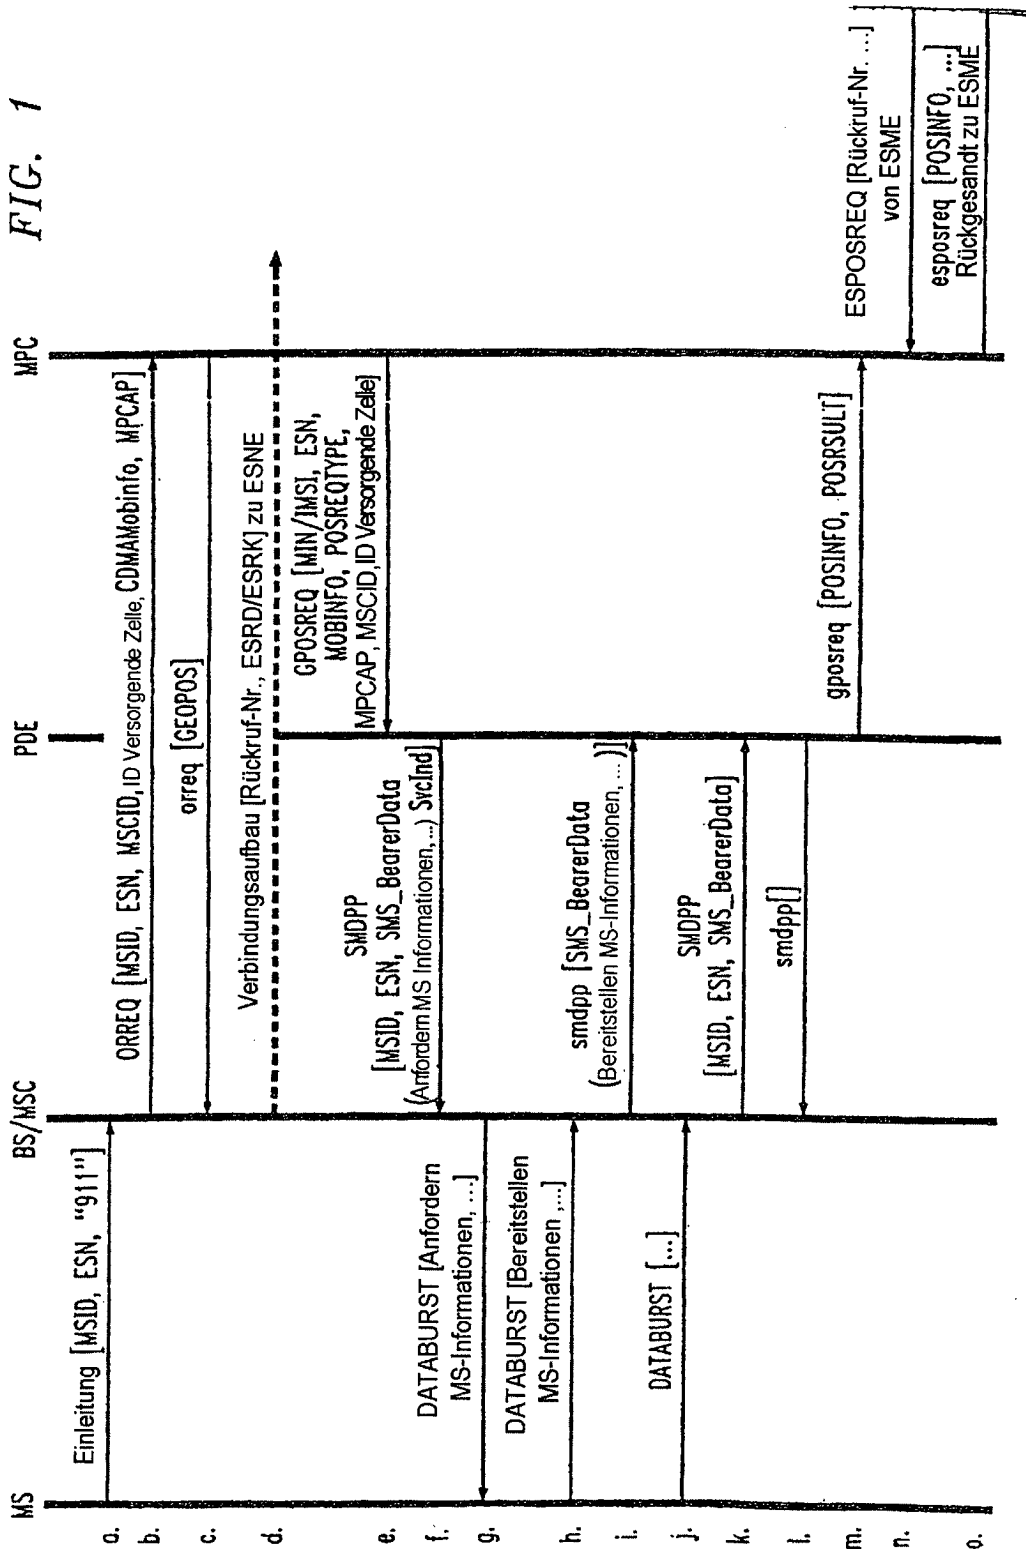 FIG. 1
MS
BS/MSC
PDE
MPC
a.
Einleitung [MSID, ESN, "911"]
b.
ORREQ [MSID, ESN, MSCID, ID Versorgende Zelle, CDMAMobinfo, MPCAP]
c.
orreq [GEOPOS]
d.
Verbindungsaufbau [Rückruf-Nr., ESRD/ESRK] zu ESNE
e.
GPOSREQ [MIN/IMSI, ESN,
MOBINFO, POSREQTYPE,
MPCAP, MSCID, ID Versorgende Zelle]
f.
SMDPP
[MSID, ESN, SMS_BearerData
(Anfordern MS Informationen, ...) SvcInd]
g.
DATABURST [Anfordern
MS-Informationen, ...]
h.
DATABURST [Bereitstellen
MS-Informationen ,...]
i.
smdpp [SMS_BearerData
(Bereitstellen MS-Informationen, ... )]
j.
DATABURST [...]
k.
SMDPP
[MSID, ESN, SMS_BearerData]
l.
smdpp[]
m.
gposreq [POSINFO, POSRSULT]
n.
ESPOSREQ [Rückruf-Nr. ...]
von ESME
o.
esposreq [POSINFO, ...]
Rückgesandt zu ESME